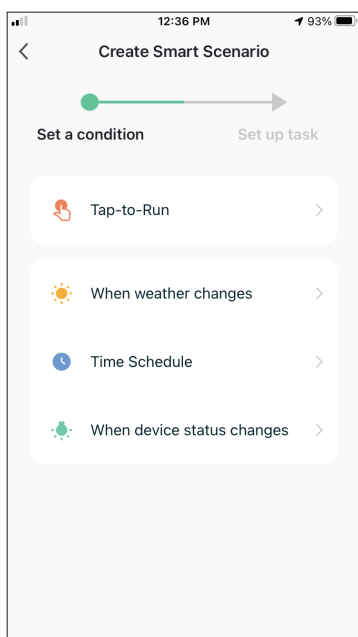 12:36 PM
93%
Create Smart Scenario
Set a condition
Set up task
Tap-to-Run
When weather changes
Time Schedule
When device status changes